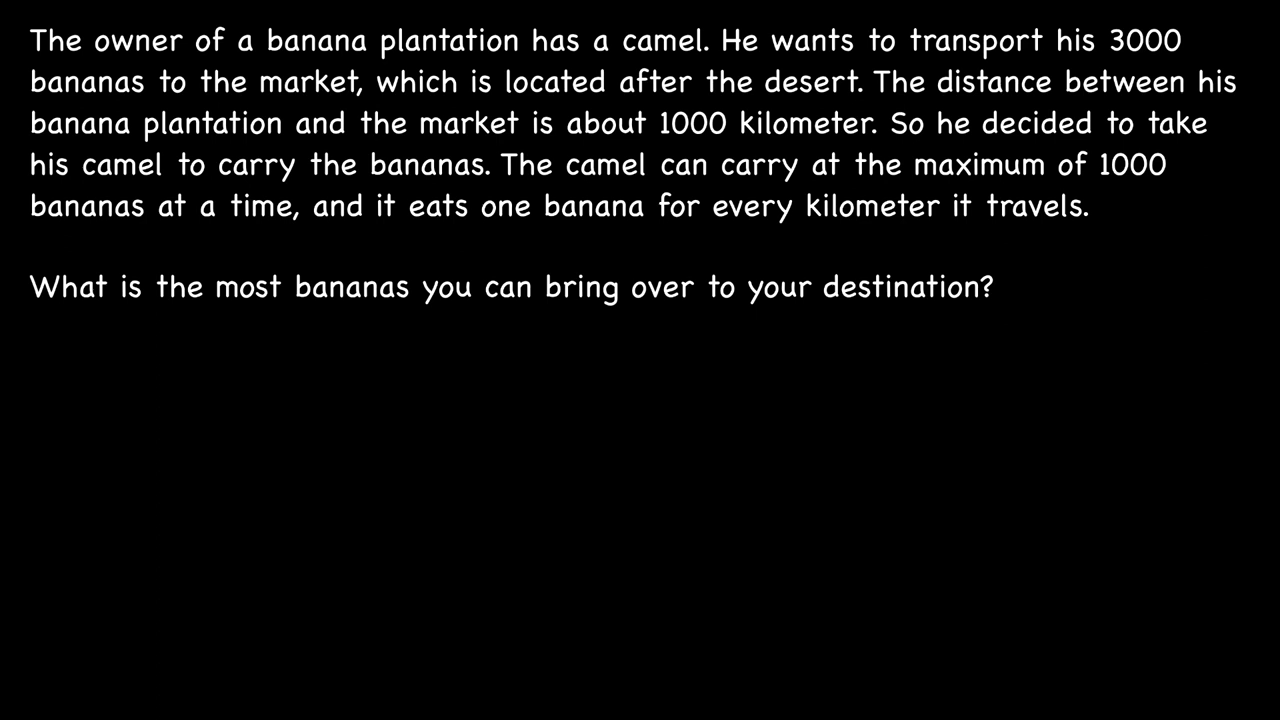 The owner of a banana plantation has a camel. He wants to transport his 3000
bananas to the market, which is located after the desert. The distance between his
banana plantation and the market is about 1000 kilometer. So he decided to take
his camel to carry the bananas. The camel can carry at the maximum of 1000
bananas at a time, and it eats one banana for every kilometer it travels.
What is the most bananas you can bring over to your destination?